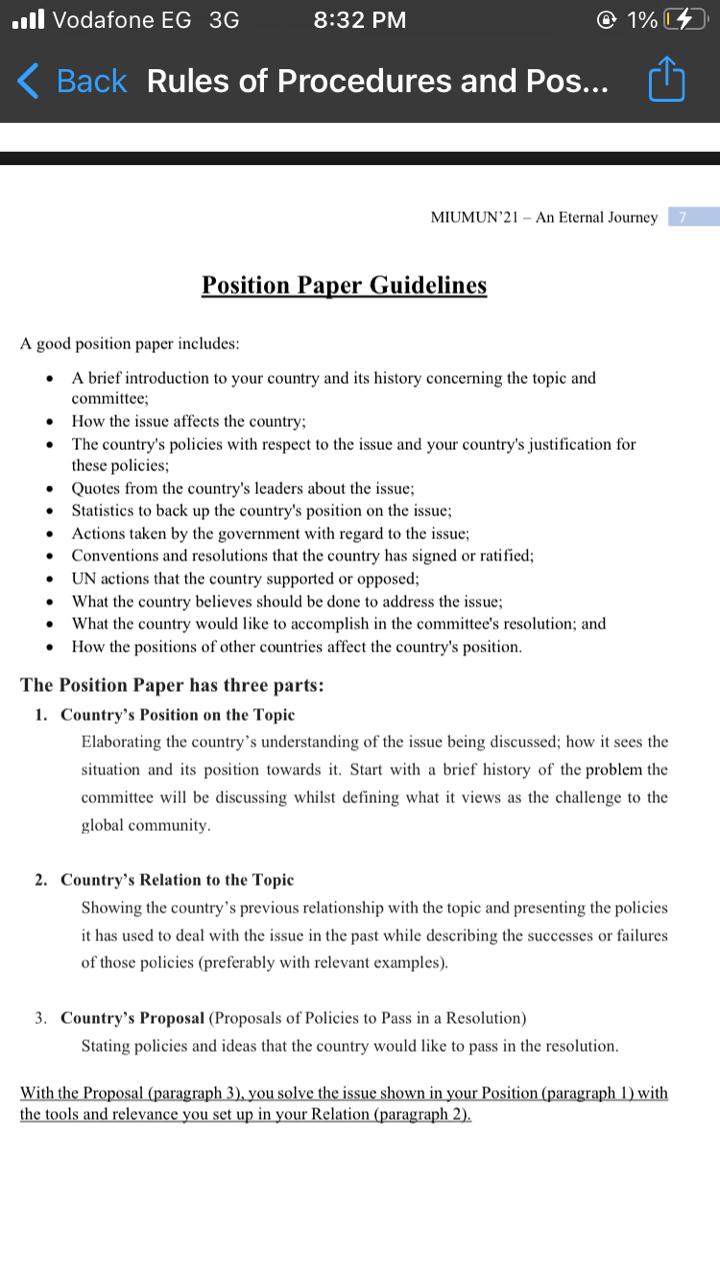 Vodafone EG 3G 8:32 PM 1%
Back Rules of Procedures and Pos...
MIUMUN'21 – An Eternal Journey 7
Position Paper Guidelines
A good position paper includes:
• A brief introduction to your country and its history concerning the topic and
committee;
• How the issue affects the country;
• The country's policies with respect to the issue and your country's justification for
these policies;
• Quotes from the country's leaders about the issue;
• Statistics to back up the country's position on the issue;
• Actions taken by the government with regard to the issue;
• Conventions and resolutions that the country has signed or ratified;
• UN actions that the country supported or opposed;
• What the country believes should be done to address the issue;
• What the country would like to accomplish in the committee's resolution; and
• How the positions of other countries affect the country's position.
The Position Paper has three parts:
1. Country's Position on the Topic
Elaborating the country's understanding of the issue being discussed; how it sees the
situation and its position towards it. Start with a brief history of the problem the
committee will be discussing whilst defining what it views as the challenge to the
global community.
2. Country's Relation to the Topic
Showing the country's previous relationship with the topic and presenting the policies
it has used to deal with the issue in the past while describing the successes or failures
of those policies (preferably with relevant examples).
3. Country's Proposal (Proposals of Policies to Pass in a Resolution)
Stating policies and ideas that the country would like to pass in the resolution.
With the Proposal (paragraph 3), you solve the issue shown in your Position (paragraph 1) with
the tools and relevance you set up in your Relation (paragraph 2).